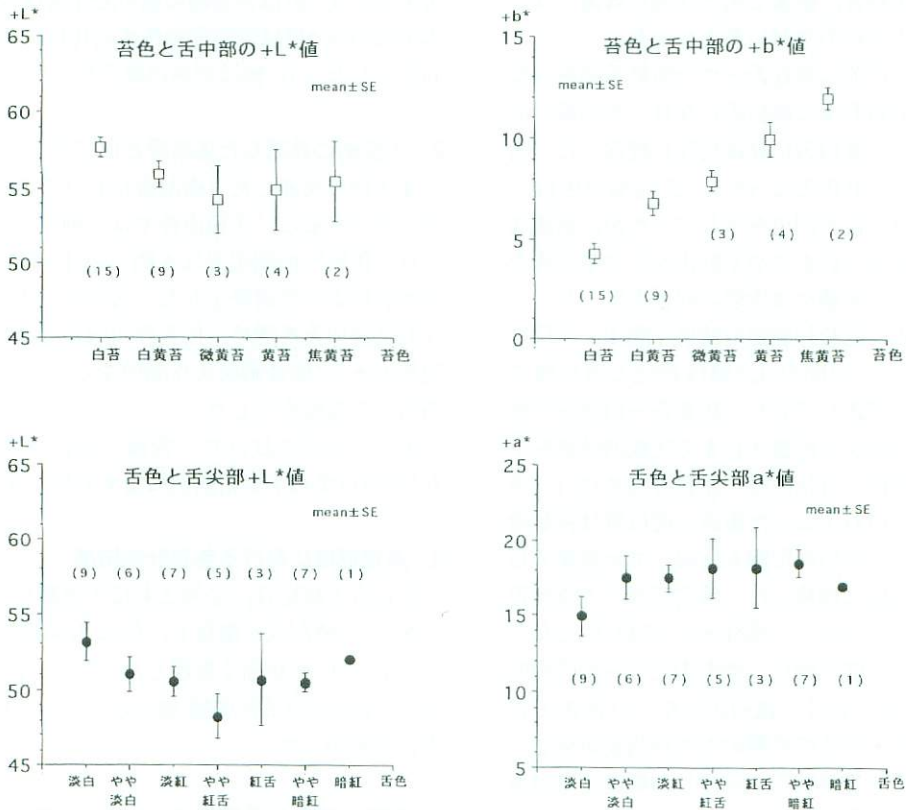 +L*
苔色と舌中部の+L*値
mean±SE
65
60
55
50
45
(15) (9) (3) (4) (2)
白苔 白黄苔 微黄苔 黄苔 焦黄苔 苔色
+b*
苔色と舌中部の+b*値
mean±SE
15
10
5
0
(3) (4) (2)
(15) (9)
白苔 白黄苔 微黄苔 黄苔 焦黄苔 苔色
+L*
舌色と舌尖部+L*値
mean±SE
65
60
55
50
45
(9) (6) (7) (5) (3) (7) (1)
淡白 やや 淡紅 やや 紅舌 やや 暗紅 舌色
淡白 紅舌 暗紅
+a*
舌色と舌尖部a*値
mean±SE
25
20
15
10
5
(9) (6) (7) (5) (3) (7) (1)
淡白 やや 淡紅 やや 紅舌 やや 暗紅 舌色
淡白 紅舌 暗紅